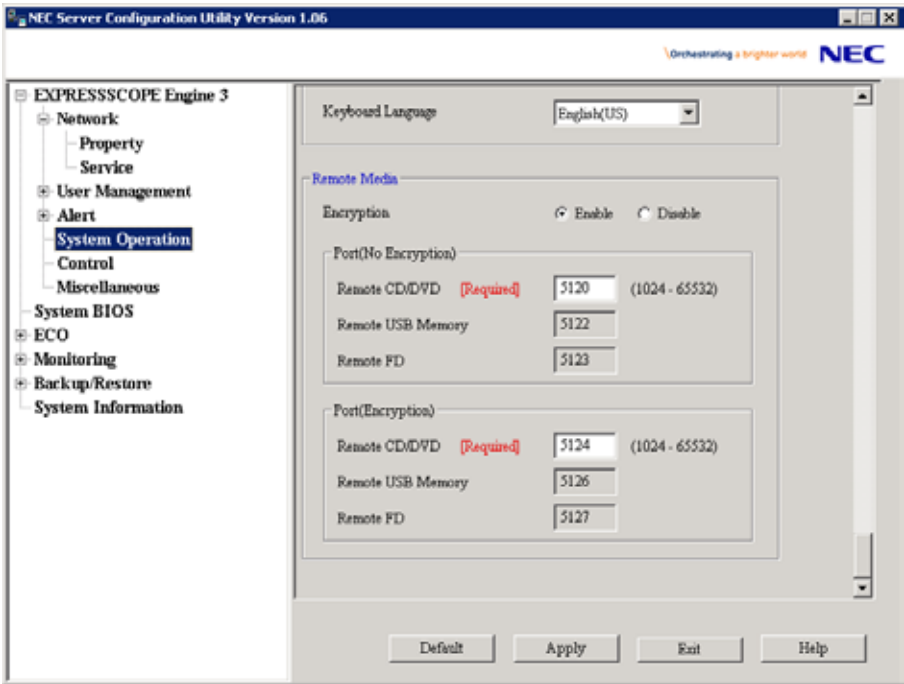 NEC Server Configuration Utility Version 1.06
\Orchestrating a brighter world NEC
EXPRESSSCOPE Engine 3
Network
Property
Service
User Management
Alert
System Operation
Control
Miscellaneous
System BIOS
ECO
Monitoring
Backup/Restore
System Information
Keyboard Language English(US)
Remote Media
Encryption Enable Disable
Port(No Encryption)
Remote CD/DVD [Required] 5120 (1024 - 65532)
Remote USB Memory 5122
Remote FD 5123
Port(Encryption)
Remote CD/DVD [Required] 5124 (1024 - 65532)
Remote USB Memory 5126
Remote FD 5127
Default Apply Exit Help